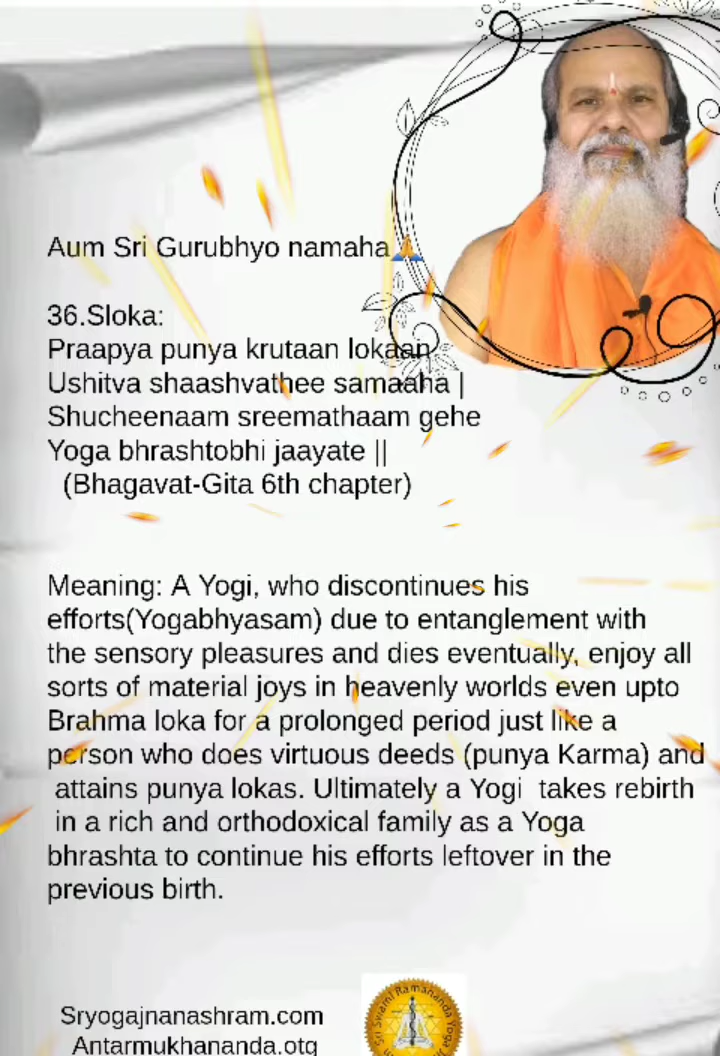 Aum Sri Gurubhyo namaha🙏
36.Sloka:
Praapya punya krutaan lokaan
Ushitva shaashvathee samaaha |
Shucheenaam sreemathaam gehe
Yoga bhrashtobhi jaayate ||
(Bhagavat-Gita 6th chapter)
Meaning: A Yogi, who discontinues his
efforts(Yogabhyasam) due to entanglement with
the sensory pleasures and dies eventually, enjoy all
sorts of material joys in heavenly worlds even upto
Brahma loka for a prolonged period just like a
person who does virtuous deeds (punya Karma) and
attains punya lokas. Ultimately a Yogi  takes rebirth
in a rich and orthodoxical family as a Yoga
bhrashta to continue his efforts leftover in the
previous birth.
Sryogajnanashram.com
Antarmukhananda.otg
Sri Swami Ramananda Yoga